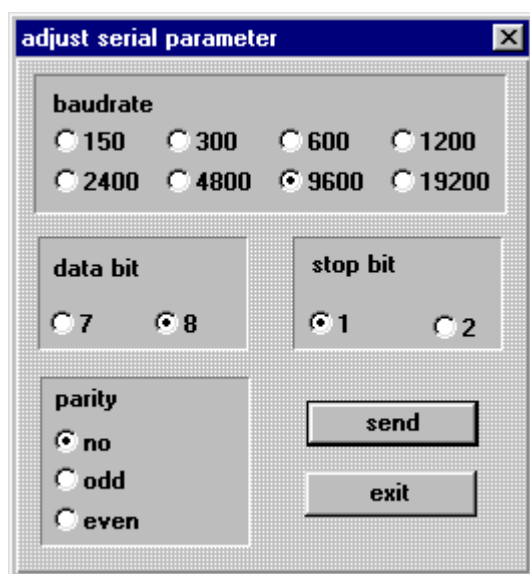 adjust serial parameter
baudrate
150 300 600 1200
2400 4800 9600 19200
data bit
7 8
stop bit
1 2
parity
no
odd
even
send
exit